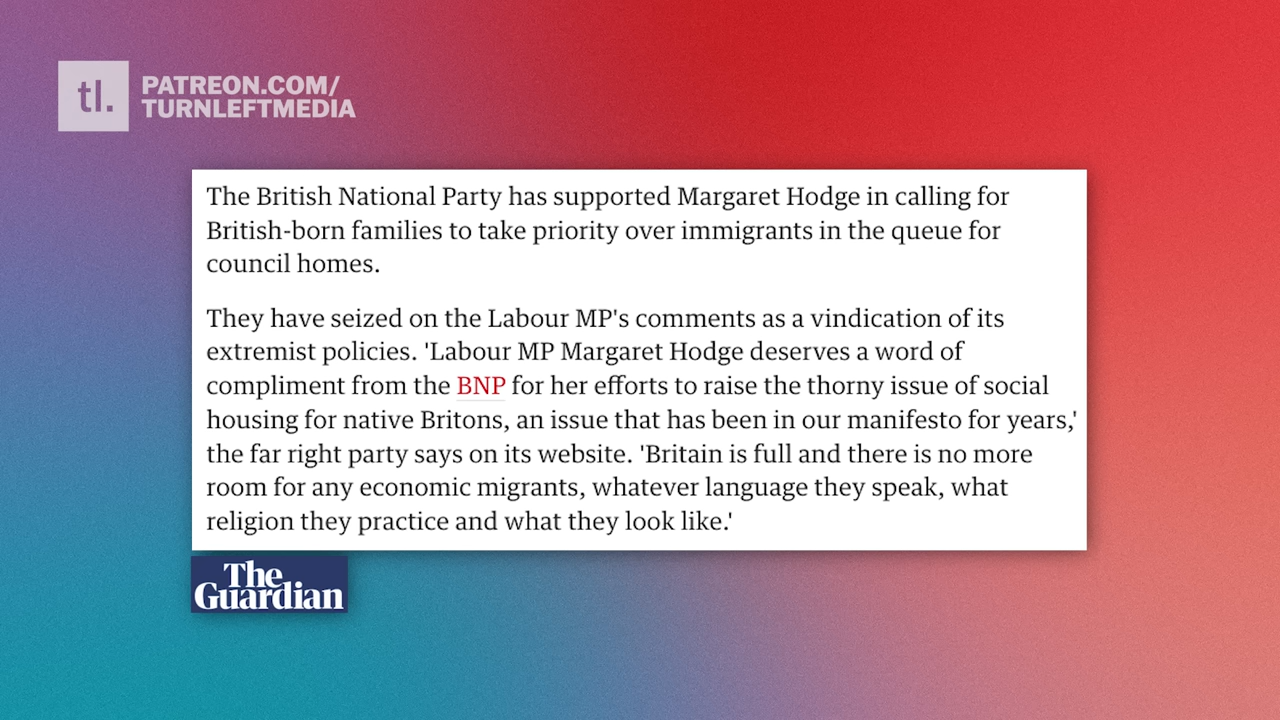 tl.
PATREON.COM/
TURNLEFTMEDIA
The British National Party has supported Margaret Hodge in calling for
British-born families to take priority over immigrants in the queue for
council homes.
They have seized on the Labour MP's comments as a vindication of its
extremist policies. 'Labour MP Margaret Hodge deserves a word of
compliment from the BNP for her efforts to raise the thorny issue of social
housing for native Britons, an issue that has been in our manifesto for years,'
the far right party says on its website. 'Britain is full and there is no more
room for any economic migrants, whatever language they speak, what
religion they practice and what they look like.'
The
Guardian